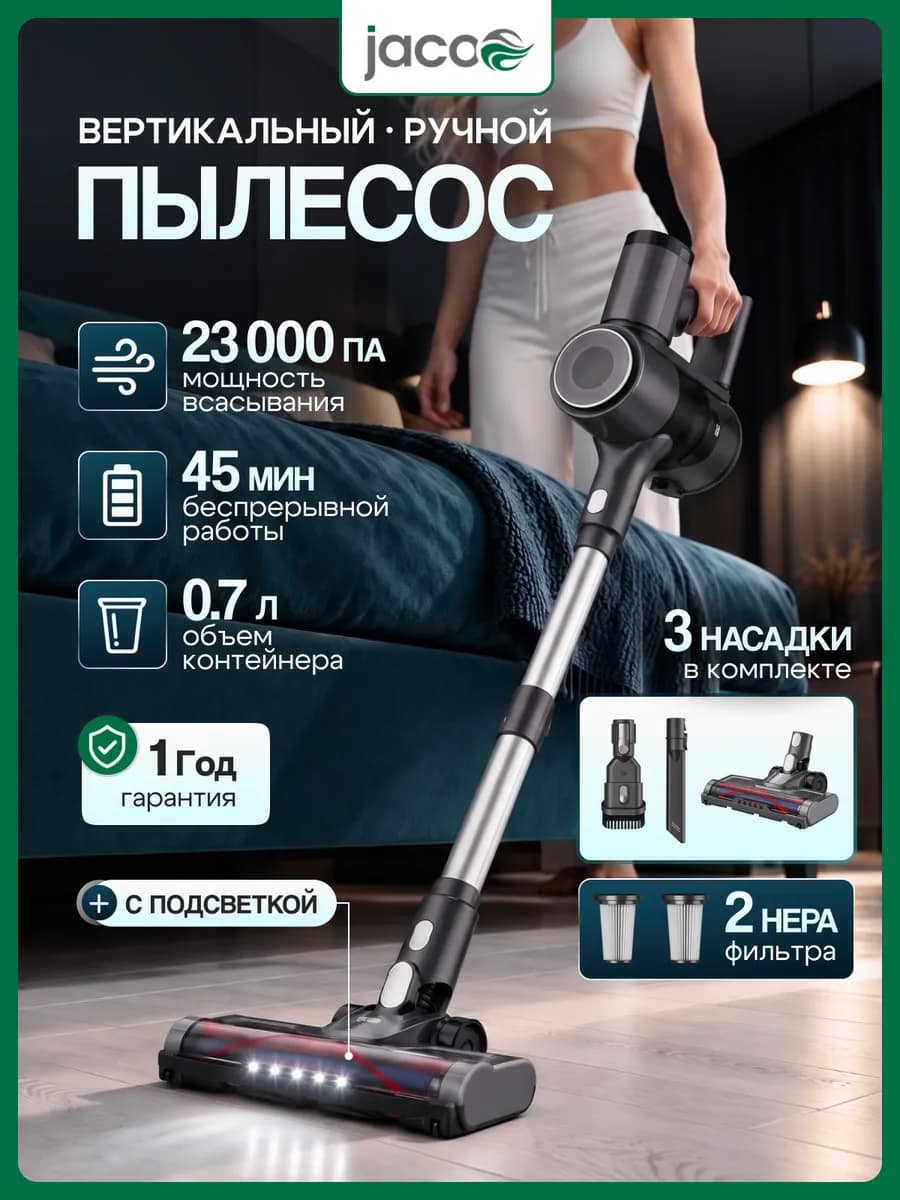 jacoo
ВЕРТИКАЛЬНЫЙ · РУЧНОЙ
ПЫЛЕСОС
23 000 ПА
мощность
всасывания
45 МИН
беспрерывной
работы
0.7 Л
объем
контейнера
3 НАСАДКИ
в комплекте
1 Год
гарантия
+ С ПОДСВЕТКОЙ
2 HEPA
фильтра